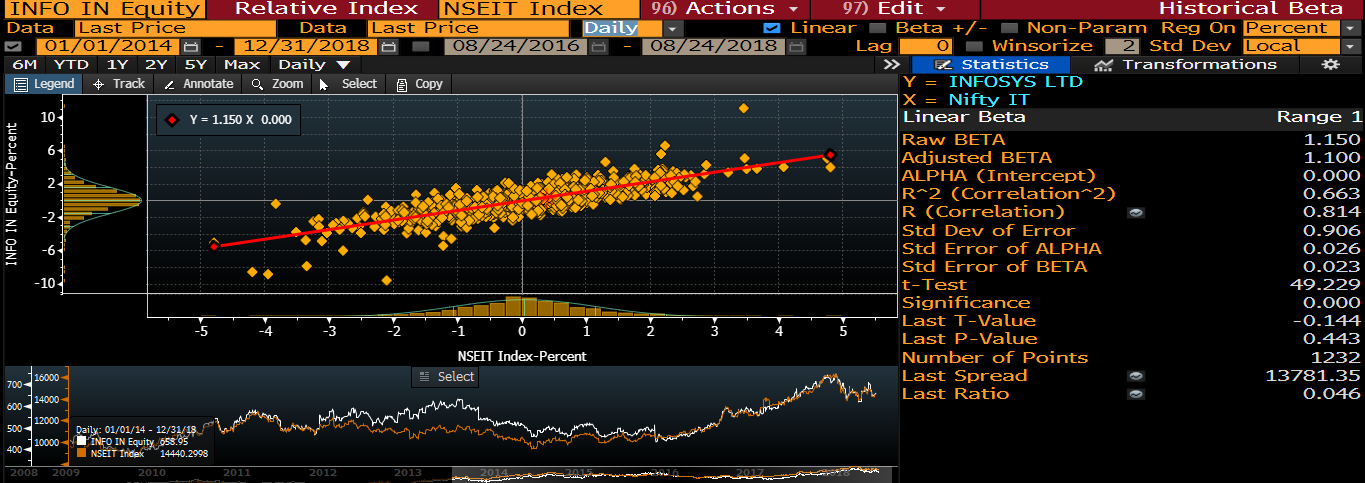 INFO IN Equity Relative Index NSEIT Index 96) Actions 97) Edit Historical Beta
Data Last Price Data Last Price Daily Linear Beta +/- Non-Param Reg On Percent
01/01/2014 - 12/31/2018 08/24/2016 - 08/24/2018 Lag 0 Winsorize 2 Std Dev Local
6M YTD 1Y 2Y 5Y Max Daily ▼ >> Statistics Transformations
Legend Track Annotate Zoom Select Copy
Y = INFOSYS LTD
X = Nifty IT
Linear Beta Range 1
Raw BETA 1.150
Adjusted BETA 1.100
ALPHA (Intercept) 0.000
R^2 (Correlation^2) 0.663
R (Correlation) 0.814
Std Dev of Error 0.906
Std Error of ALPHA 0.026
Std Error of BETA 0.023
t-Test 49.229
Significance 0.000
Last T-Value -0.144
Last P-Value 0.443
Number of Points 1232
Last Spread 13781.35
Last Ratio 0.046
Y = 1.150 X 0.000
INFO IN Equity-Percent
10
6
2
-2
-6
-10
-5 -4 -3 -2 -1 0 1 2 3 4 5
NSEIT Index-Percent
Select
700 16000
14000
600
12000
500
10000
400
Daily: 01/01/14 - 12/31/18
INFO IN Equity 658.95
NSEIT Index 14440.2998
2008 2009 2010 2011 2012 2013 2014 2015 2016 2017 2018